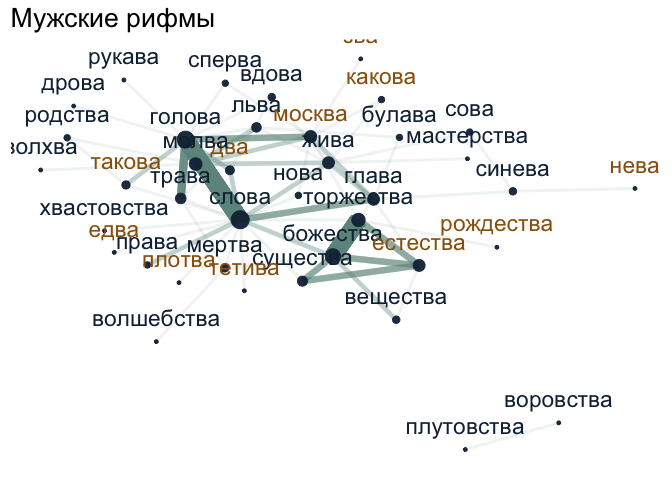 Мужские рифмы
рукава
сперва
вдова
какова
дрова
родства
голова
льва
москва
булава
сова
волхва
такова
молва
два
жива
мастерства
трава
нова
глава
синева
нева
хвастовства
слова
торжества
едва
права
мертва
божества
естества
рождества
плотва
тетива
существа
вещества
волшебства
воровства
плутовства